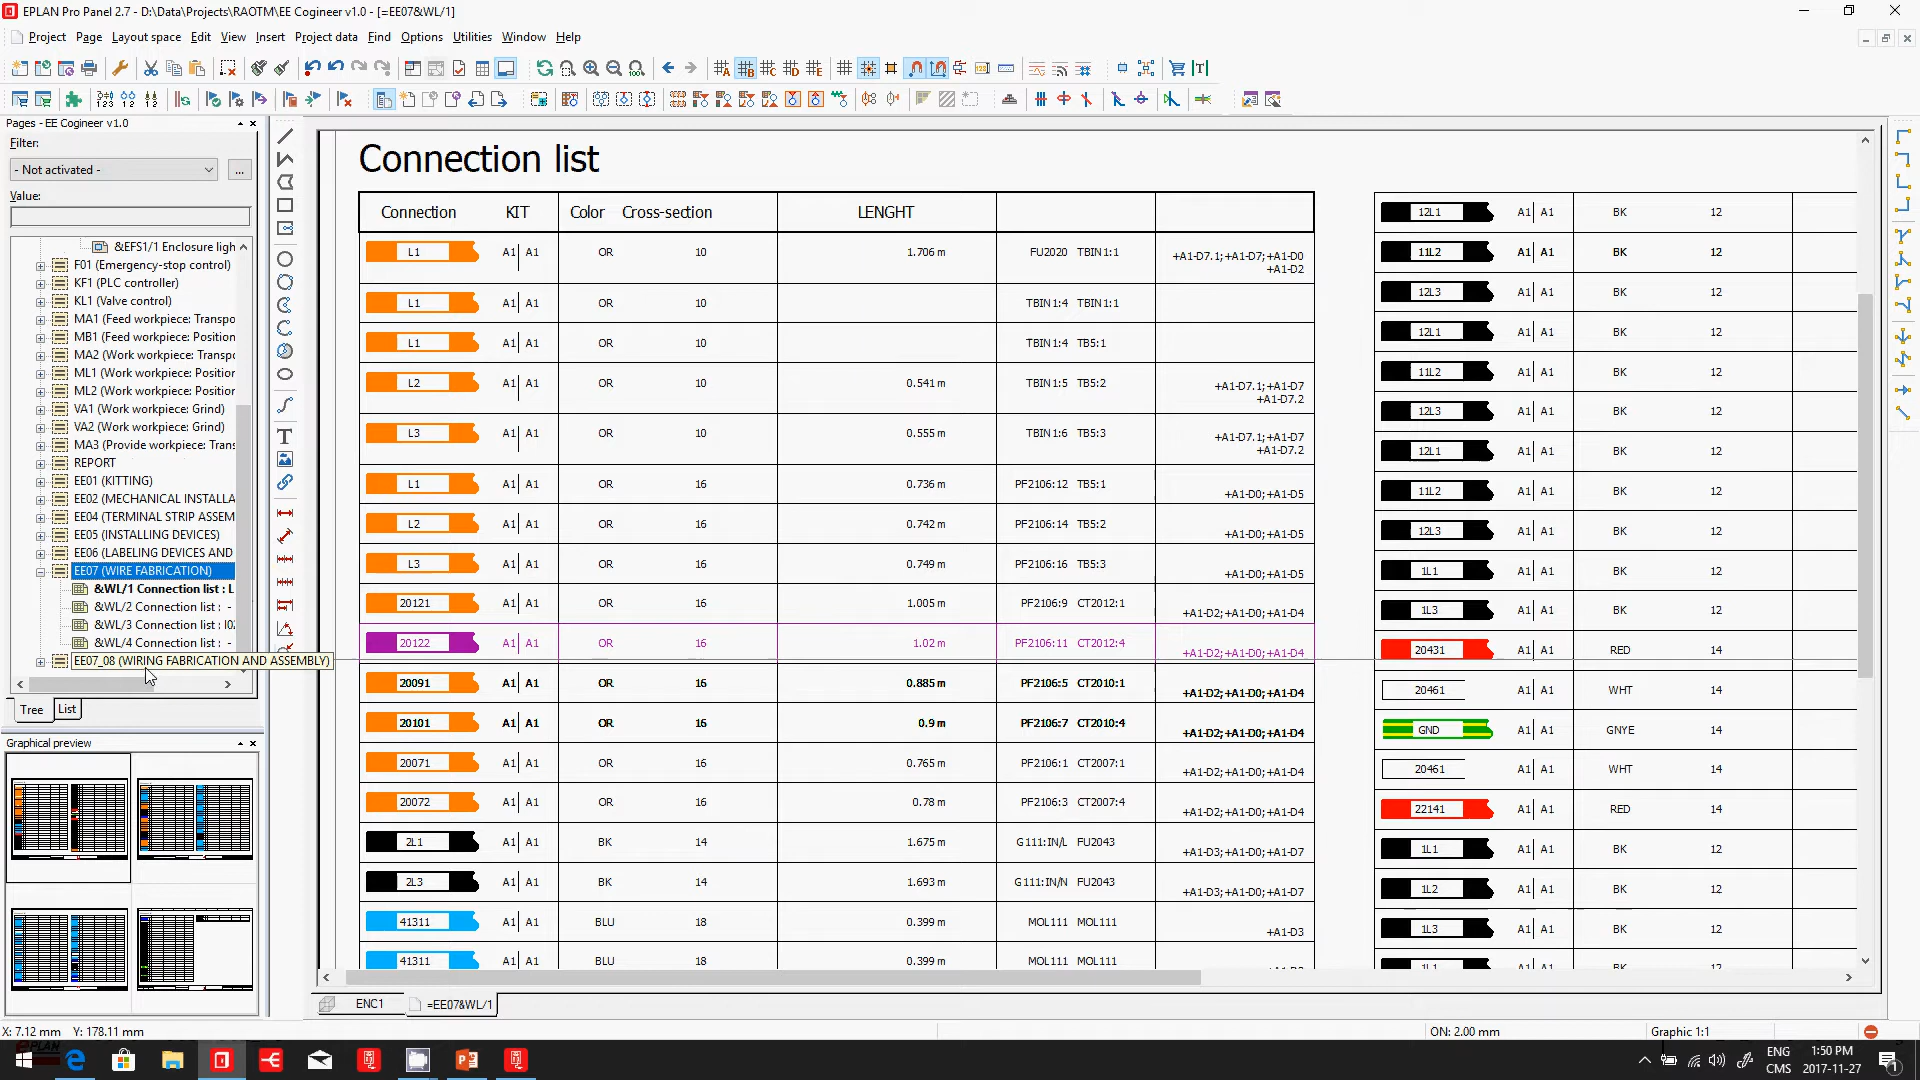 EPLAN Pro Panel 2.7 - D:\Data\Projects\RAOTM\EE Cogineer v1.0 - [=EE07&WL/1]
Project Page Layout space Edit View Insert Project data Find Options Utilities Window Help
Pages - EE Cogineer v1.0
Filter:
- Not activated -
...
Value:
&EFS1/1 Enclosure ligh
F01 (Emergency-stop control)
KF1 (PLC controller)
KL1 (Valve control)
MA1 (Feed workpiece: Transpo
MB1 (Feed workpiece: Position
MA2 (Work workpiece: Transpo
ML1 (Work workpiece: Position
ML2 (Work workpiece: Position
VA1 (Work workpiece: Grind)
VA2 (Work workpiece: Grind)
MA3 (Provide workpiece: Trans
REPORT
EE01 (KITTING)
EE02 (MECHANICAL INSTALLA
EE04 (TERMINAL STRIP ASSEM
EE05 (INSTALLING DEVICES)
EE06 (LABELING DEVICES AND
EE07 (WIRE FABRICATION)
&WL/1 Connection list : L
&WL/2 Connection list : -
&WL/3 Connection list : I02
&WL/4 Connection list : -
EE07_08 (WIRING FABRICATION AND ASSEMBLY)
Tree List
Graphical preview
Connection list
Connection KIT Color Cross-section LENGHT
L1 A1 A1 OR 10 1.706 m FU2020 TBIN1:1 +A1-D7.1; +A1-D7; +A1-D0
+A1-D2
L1 A1 A1 OR 10 TBIN1:4 TBIN1:1
L1 A1 A1 OR 10 TBIN1:4 TB5:1
L2 A1 A1 OR 10 0.541 m TBIN1:5 TB5:2 +A1-D7.1; +A1-D7
+A1-D7.2
L3 A1 A1 OR 10 0.555 m TBIN1:6 TB5:3 +A1-D7.1; +A1-D7
+A1-D7.2
L1 A1 A1 OR 16 0.736 m PF2106:12 TB5:1 +A1-D0; +A1-D5
L2 A1 A1 OR 16 0.742 m PF2106:14 TB5:2 +A1-D0; +A1-D5
L3 A1 A1 OR 16 0.749 m PF2106:16 TB5:3 +A1-D0; +A1-D5
20121 A1 A1 OR 16 1.005 m PF2106:9 CT2012:1 +A1-D2; +A1-D0; +A1-D4
20122 A1 A1 OR 16 1.02 m PF2106:11 CT2012:4 +A1-D2; +A1-D0; +A1-D4
20091 A1 A1 OR 16 0.885 m PF2106:5 CT2010:1 +A1-D2; +A1-D0; +A1-D4
20101 A1 A1 OR 16 0.9 m PF2106:7 CT2010:4 +A1-D2; +A1-D0; +A1-D4
20071 A1 A1 OR 16 0.765 m PF2106:1 CT2007:1 +A1-D2; +A1-D0; +A1-D4
20072 A1 A1 OR 16 0.78 m PF2106:3 CT2007:4 +A1-D2; +A1-D0; +A1-D4
2L1 A1 A1 BK 14 1.675 m G111:IN/L FU2043 +A1-D3; +A1-D0; +A1-D7
2L3 A1 A1 BK 14 1.693 m G111:IN/N FU2043 +A1-D3; +A1-D0; +A1-D7
41311 A1 A1 BLU 18 0.399 m MOL111 MOL111 +A1-D3
41311 A1 A1 BLU 18 0.399 m MOL111 MOL111
12L1 A1 A1 BK 12
11L2 A1 A1 BK 12
12L3 A1 A1 BK 12
12L1 A1 A1 BK 12
11L2 A1 A1 BK 12
12L3 A1 A1 BK 12
12L1 A1 A1 BK 12
11L2 A1 A1 BK 12
12L3 A1 A1 BK 12
1L1 A1 A1 BK 12
1L3 A1 A1 BK 12
20431 A1 A1 RED 14
20461 A1 A1 WHT 14
GND A1 A1 GNYE 14
20461 A1 A1 WHT 14
22141 A1 A1 RED 14
1L1 A1 A1 BK 12
1L2 A1 A1 BK 12
1L3 A1 A1 BK 12
1L1 A1 A1 BK 12
ENC1 =EE07&WL/1
X: 7.12 mm Y: 178.11 mm ON: 2.00 mm Graphic 1:1
ENG
CMS
1:50 PM
2017-11-27
1